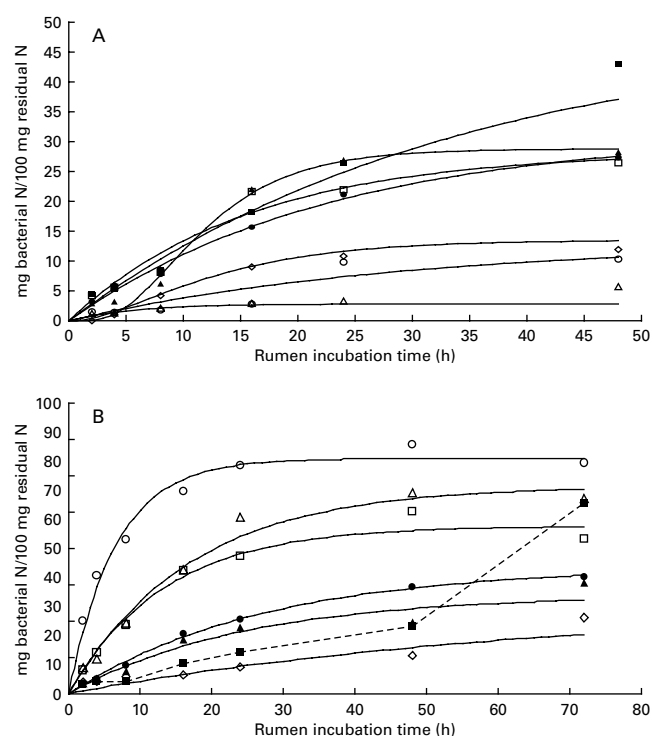 A
mg bacterial N/100 mg residual N
50
45
40
35
30
25
20
15
10
5
0
0 5 10 15 20 25 30 35 40 45 50
Rumen incubation time (h)
B
mg bacterial N/100 mg residual N
100
90
80
70
60
50
40
30
20
10
0
0 10 20 30 40 50 60 70 80
Rumen incubation time (h)